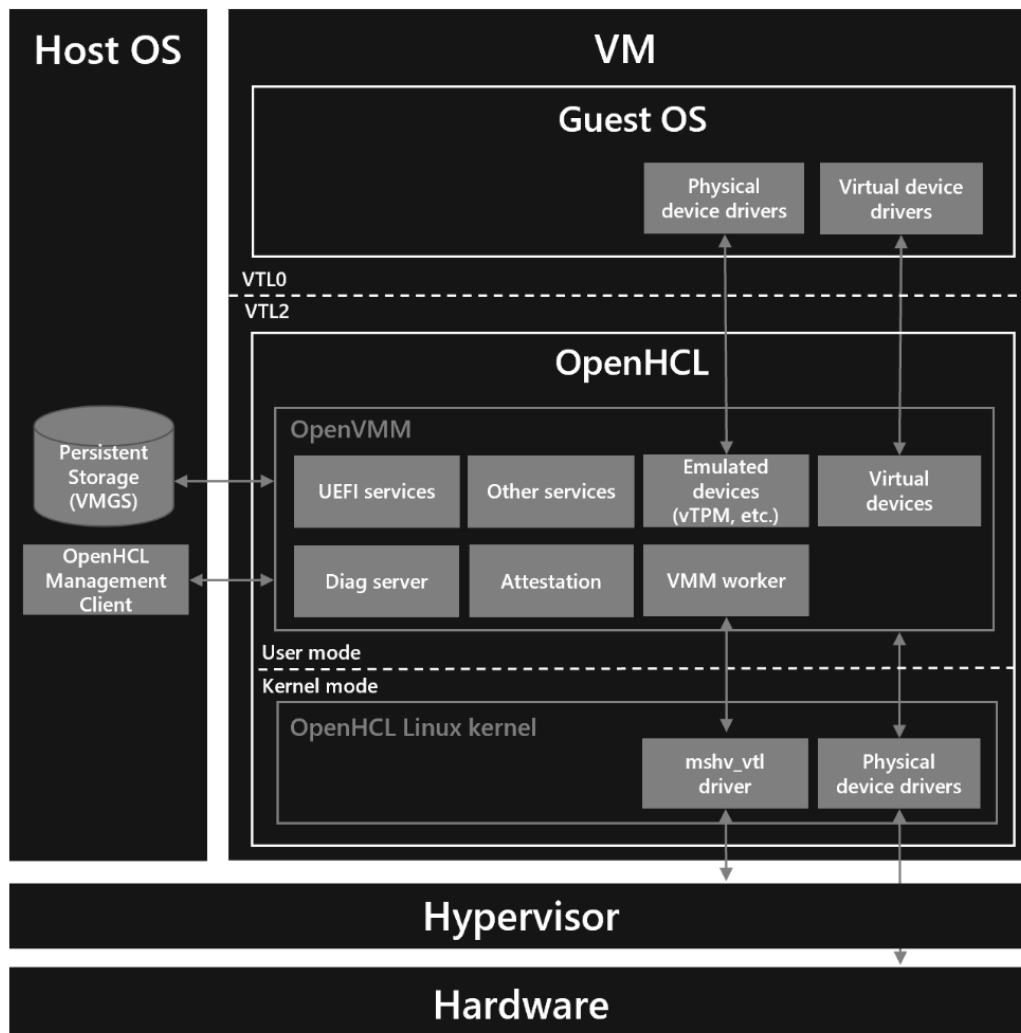 Host OS
VM
Guest OS
Physical
device drivers
Virtual device
drivers
VTL0
VTL2
OpenHCL
OpenVMM
Persistent
Storage
(VMGS)
UEFI services
Other services
Emulated
devices
(vTPM, etc.)
Virtual
devices
OpenHCL
Management
Client
Diag server
Attestation
VMM worker
User mode
Kernel mode
OpenHCL Linux kernel
mshv_vtl
driver
Physical
device drivers
Hypervisor
Hardware